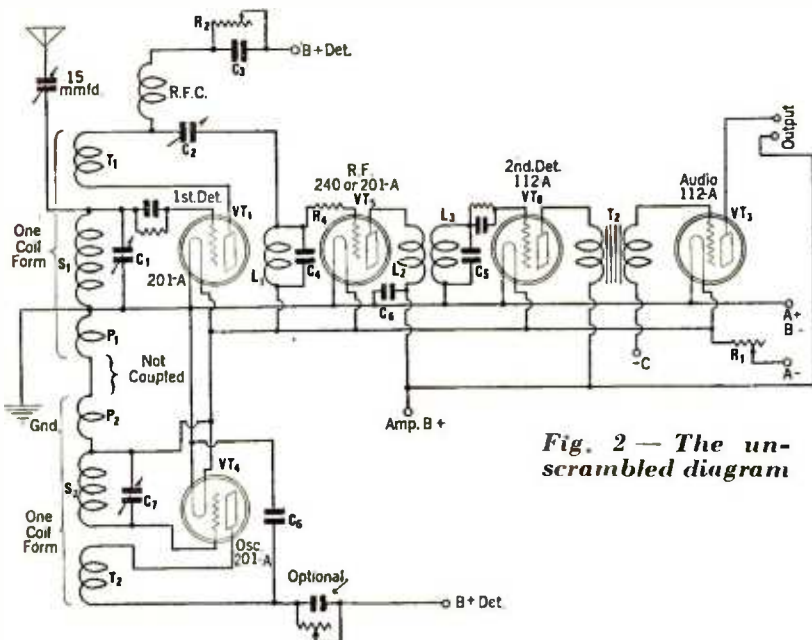 R2
C3
B+Det.
15
mmfd.
R.F.C.
C2
T1
Output
1st.Det.
VT1
R.F.
240 or 201-A
VT5
2nd.Det.
112-A
VT6
Audio
112-A
VT3
One
Coil
Form
S1
C1
201-A
R4
L1
C4
L2
L3
C5
T2
C6
A+
B-
P1
Not
Coupled
R1
A-
-C
P2
Gnd.
Amp. B+
VT4
Fig. 2 — The un-
scrambled diagram
S2
C7
One
Coil
Form
C6
Osc.
201-A
T2
Optional
B+Det.